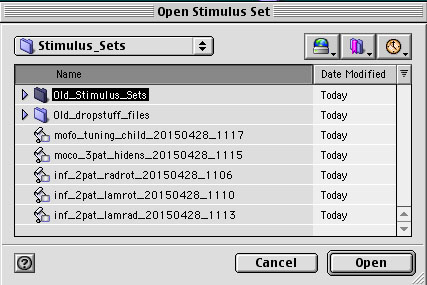 Open Stimulus Set
Stimulus_Sets
Name Date Modified
Old_Stimulus_Sets Today
Old_dropstuff_files Today
mofo_tuning_child_20150428_1117 Today
moco_3pat_hidens_20150428_1115 Today
inf_2pat_radrot_20150428_1106 Today
inf_2pat_lamrot_20150428_1110 Today
inf_2pat_lamrad_20150428_1113 Today
? Cancel Open